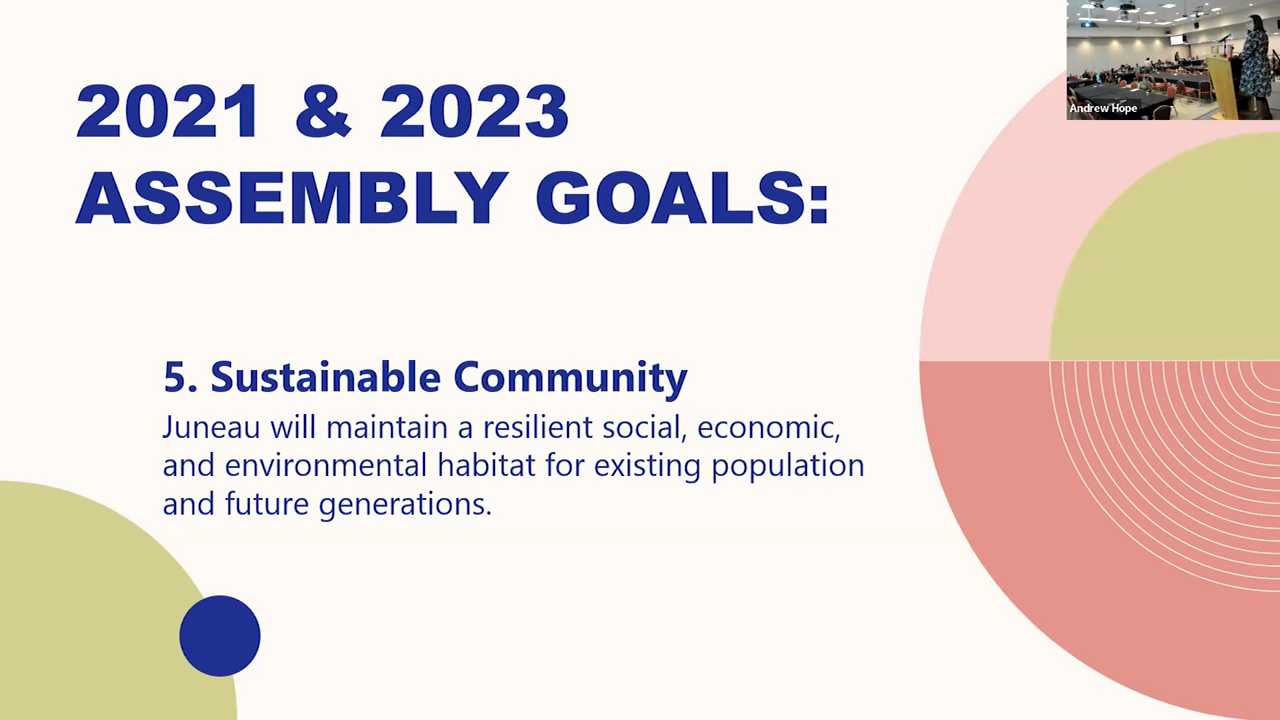 2021 & 2023
ASSEMBLY GOALS:
5. Sustainable Community
Juneau will maintain a resilient social, economic,
and environmental habitat for existing population
and future generations.
Andrew Hope